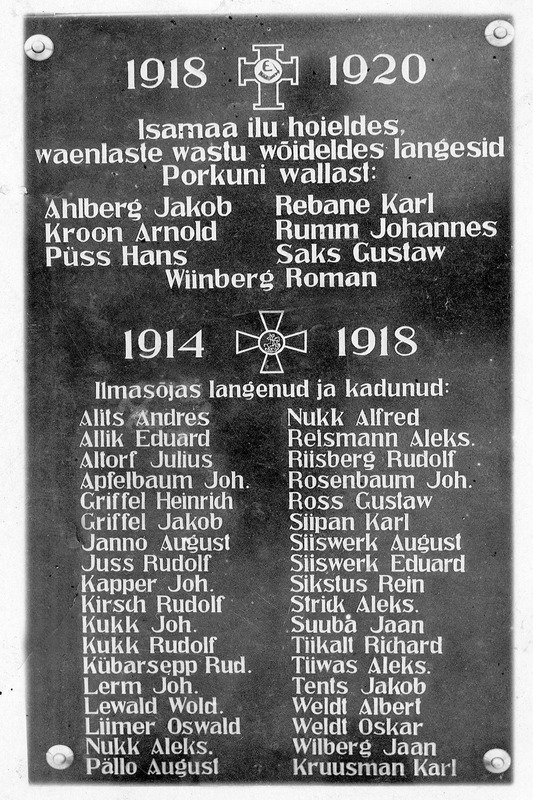 1918 1920
Isamaa ilu hoieldes,
waenlaste wastu wõideldes langesid
Porkuni wallast:
Ahlberg Jakob Rebane Karl
Kroon Arnold Rumm Johannes
Püss Hans Saks Gustaw
Wiinberg Roman
1914 1918
Ilmasõjas langenud ja kadunud:
Alits Andres Nukk Alfred
Allik Eduard Reismann Aleks.
Altorf Julius Riisberg Rudolf
Apfelbaum Joh. Rosenbaum Joh.
Griffel Heinrich Ross Gustaw
Griffel Jakob Siipan Karl
Janno August Siiswerk August
Juss Rudolf Siiswerk Eduard
Kapper Joh. Sikstus Rein
Kirsch Rudolf Strick Aleks.
Kukk Joh. Suuba Jaan
Kukk Rudolf Tiikalt Richard
Kübarsepp Rud. Tiiwas Aleks.
Lerm Joh. Tents Jakob
Lewald Wold. Weldt Albert
Liimer Oswald Weldt Oskar
Nukk Aleks. Wilberg Jaan
Pällo August Kruusman Karl